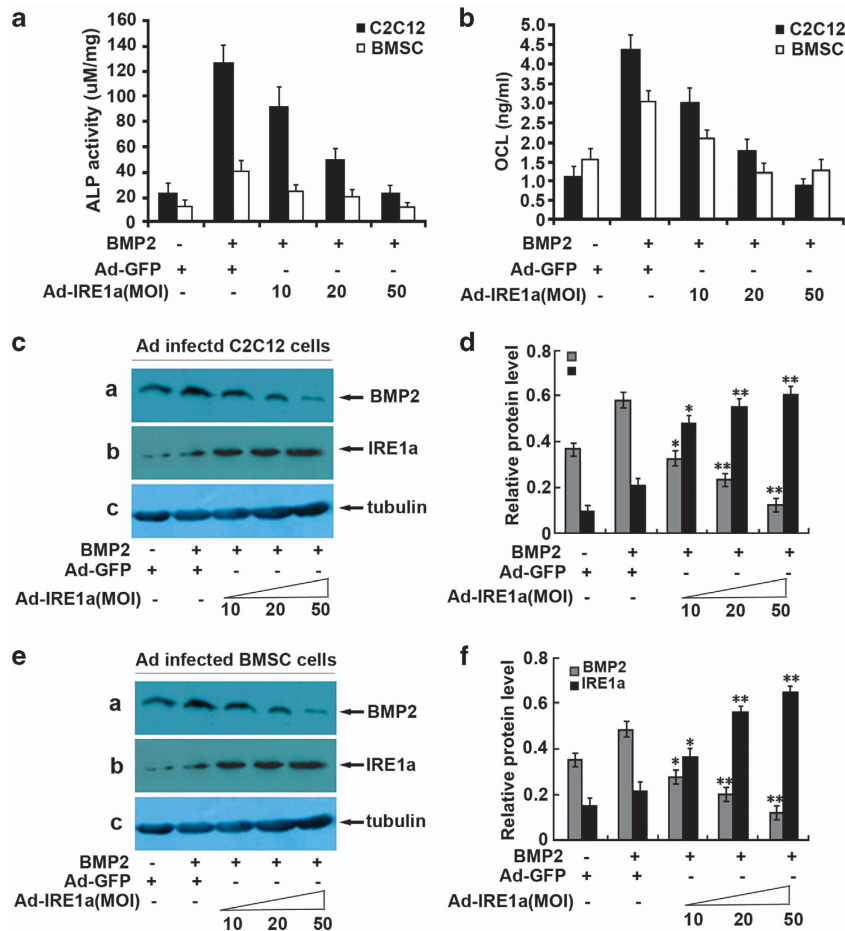 a
ALP activity (uM/mg)
160
140
120
100
80
60
40
20
0
C2C12
BMSC
BMP2 - + + + +
Ad-GFP + + - - -
Ad-IRE1a(MOI) - - 10 20 50
b
OCL (ng/ml)
5.0
4.5
4.0
3.5
3.0
2.5
2.0
1.5
1.0
0.5
0
C2C12
BMSC
BMP2 - + + + +
Ad-GFP + + - - -
Ad-IRE1a(MOI) - - 10 20 50
c
Ad infectd C2C12 cells
a BMP2
b IRE1a
c tubulin
BMP2 - + + + +
Ad-GFP + + - - -
Ad-IRE1a(MOI) - - 10 20 50
d
Relative protein level
0.8
0.6
0.4
0.2
0
* * ** ** ** **
BMP2 - + + + +
Ad-GFP + + - - -
Ad-IRE1a(MOI) - - 10 20 50
e
Ad infected BMSC cells
a BMP2
b IRE1a
c tubulin
BMP2 - + + + +
Ad-GFP + + - - -
Ad-IRE1a(MOI) - - 10 20 50
f
Relative protein level
0.8
0.6
0.4
0.2
0
BMP2
IRE1a
* * ** ** ** **
BMP2 - + + + +
Ad-GFP + + - - -
Ad-IRE1a(MOI) - - 10 20 50